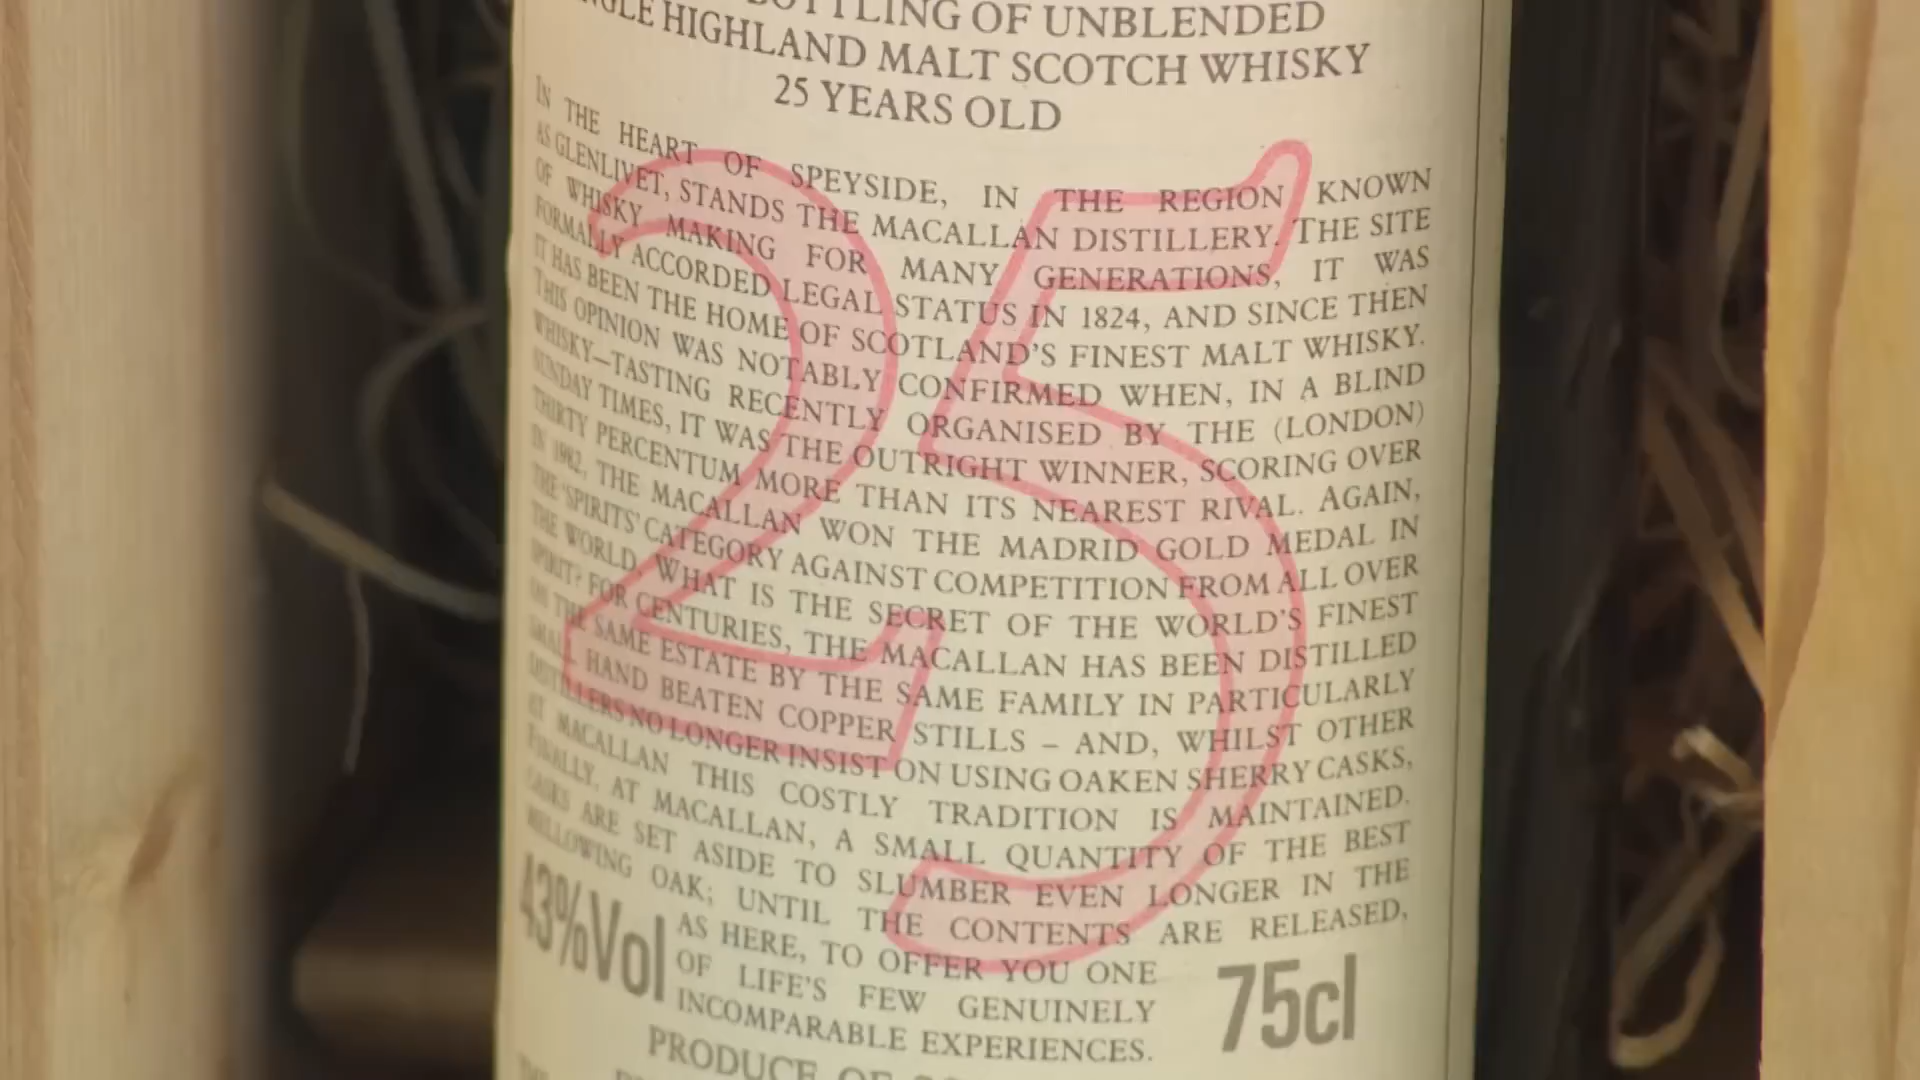 BOTTLING OF UNBLENDED
HIGHLAND MALT SCOTCH WHISKY
25 YEARS OLD
IN THE HEART OF SPEYSIDE, IN THE REGION KNOWN
AS GLENLIVET, STANDS THE MACALLAN DISTILLERY. THE SITE
OF WHISKY MAKING FOR MANY GENERATIONS, IT WAS
FORMALLY ACCORDED LEGAL STATUS IN 1824, AND SINCE THEN
IT HAS BEEN THE HOME OF SCOTLAND'S FINEST MALT WHISKY.
THIS OPINION WAS NOTABLY CONFIRMED WHEN, IN A BLIND
WHISKY–TASTING RECENTLY ORGANISED BY THE (LONDON)
SUNDAY TIMES, IT WAS THE OUTRIGHT WINNER, SCORING OVER
THIRTY PERCENTUM MORE THAN ITS NEAREST RIVAL. AGAIN,
IN 1982, THE MACALLAN WON THE MADRID GOLD MEDAL IN
THE 'SPIRITS' CATEGORY AGAINST COMPETITION FROM ALL OVER
THE WORLD. WHAT IS THE SECRET OF THE WORLD'S FINEST
SPIRIT? FOR CENTURIES, THE MACALLAN HAS BEEN DISTILLED
ON THE SAME ESTATE BY THE SAME FAMILY IN PARTICULARLY
SMALL HAND BEATEN COPPER STILLS – AND, WHILST OTHER
DISTILLERS NO LONGER INSIST ON USING OAKEN SHERRY CASKS,
AT MACALLAN THIS COSTLY TRADITION IS MAINTAINED.
FINALLY, AT MACALLAN, A SMALL QUANTITY OF THE BEST
CASKS ARE SET ASIDE TO SLUMBER EVEN LONGER IN THE
MELLOWING OAK; UNTIL THE CONTENTS ARE RELEASED,
AS HERE, TO OFFER YOU ONE
OF LIFE'S FEW GENUINELY
INCOMPARABLE EXPERIENCES.
43%Vol
75cl
25
PRODUCE OF